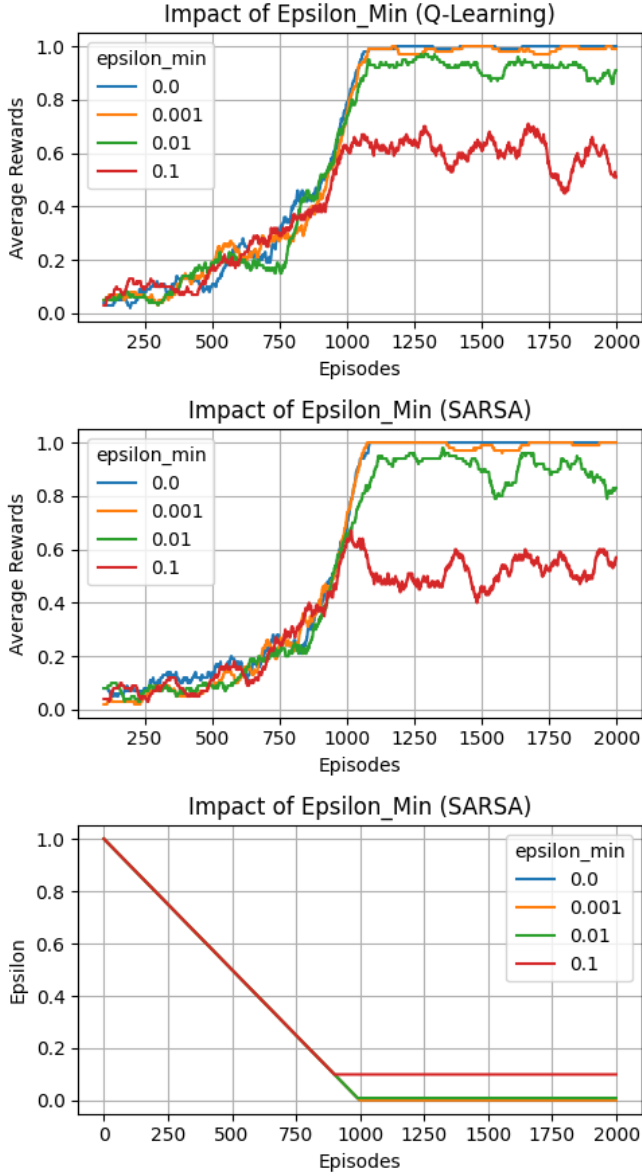 Impact of Epsilon_Min (Q-Learning)
epsilon_min
0.0
0.001
0.01
0.1
Average Rewards
1.0
0.8
0.6
0.4
0.2
0.0
250 500 750 1000 1250 1500 1750 2000
Episodes
Impact of Epsilon_Min (SARSA)
epsilon_min
0.0
0.001
0.01
0.1
Average Rewards
1.0
0.8
0.6
0.4
0.2
0.0
250 500 750 1000 1250 1500 1750 2000
Episodes
Impact of Epsilon_Min (SARSA)
epsilon_min
0.0
0.001
0.01
0.1
Epsilon
1.0
0.8
0.6
0.4
0.2
0.0
0 250 500 750 1000 1250 1500 1750 2000
Episodes